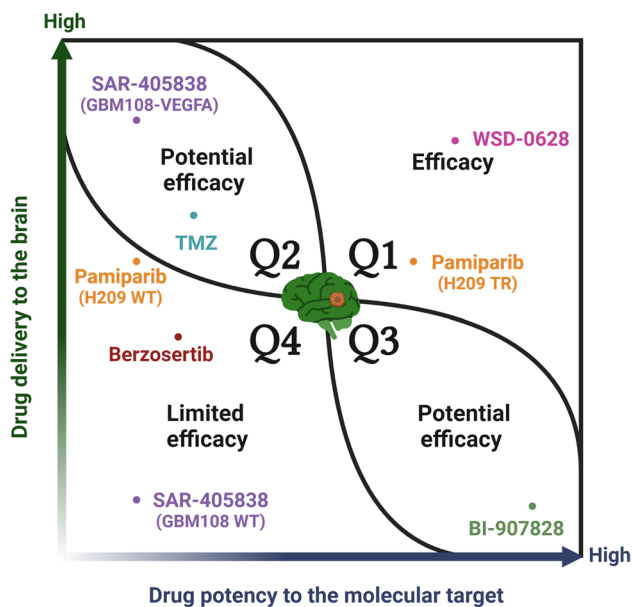 High
SAR-405838
(GBM108-VEGFA)
WSD-0628
Efficacy
Potential
efficacy
TMZ
Q2
Q1
Pamiparib
(H209 WT)
Pamiparib
(H209 TR)
Q4
Q3
Berzosertib
Limited
efficacy
Potential
efficacy
SAR-405838
(GBM108 WT)
BI-907828
High
Drug delivery to the brain
Drug potency to the molecular target